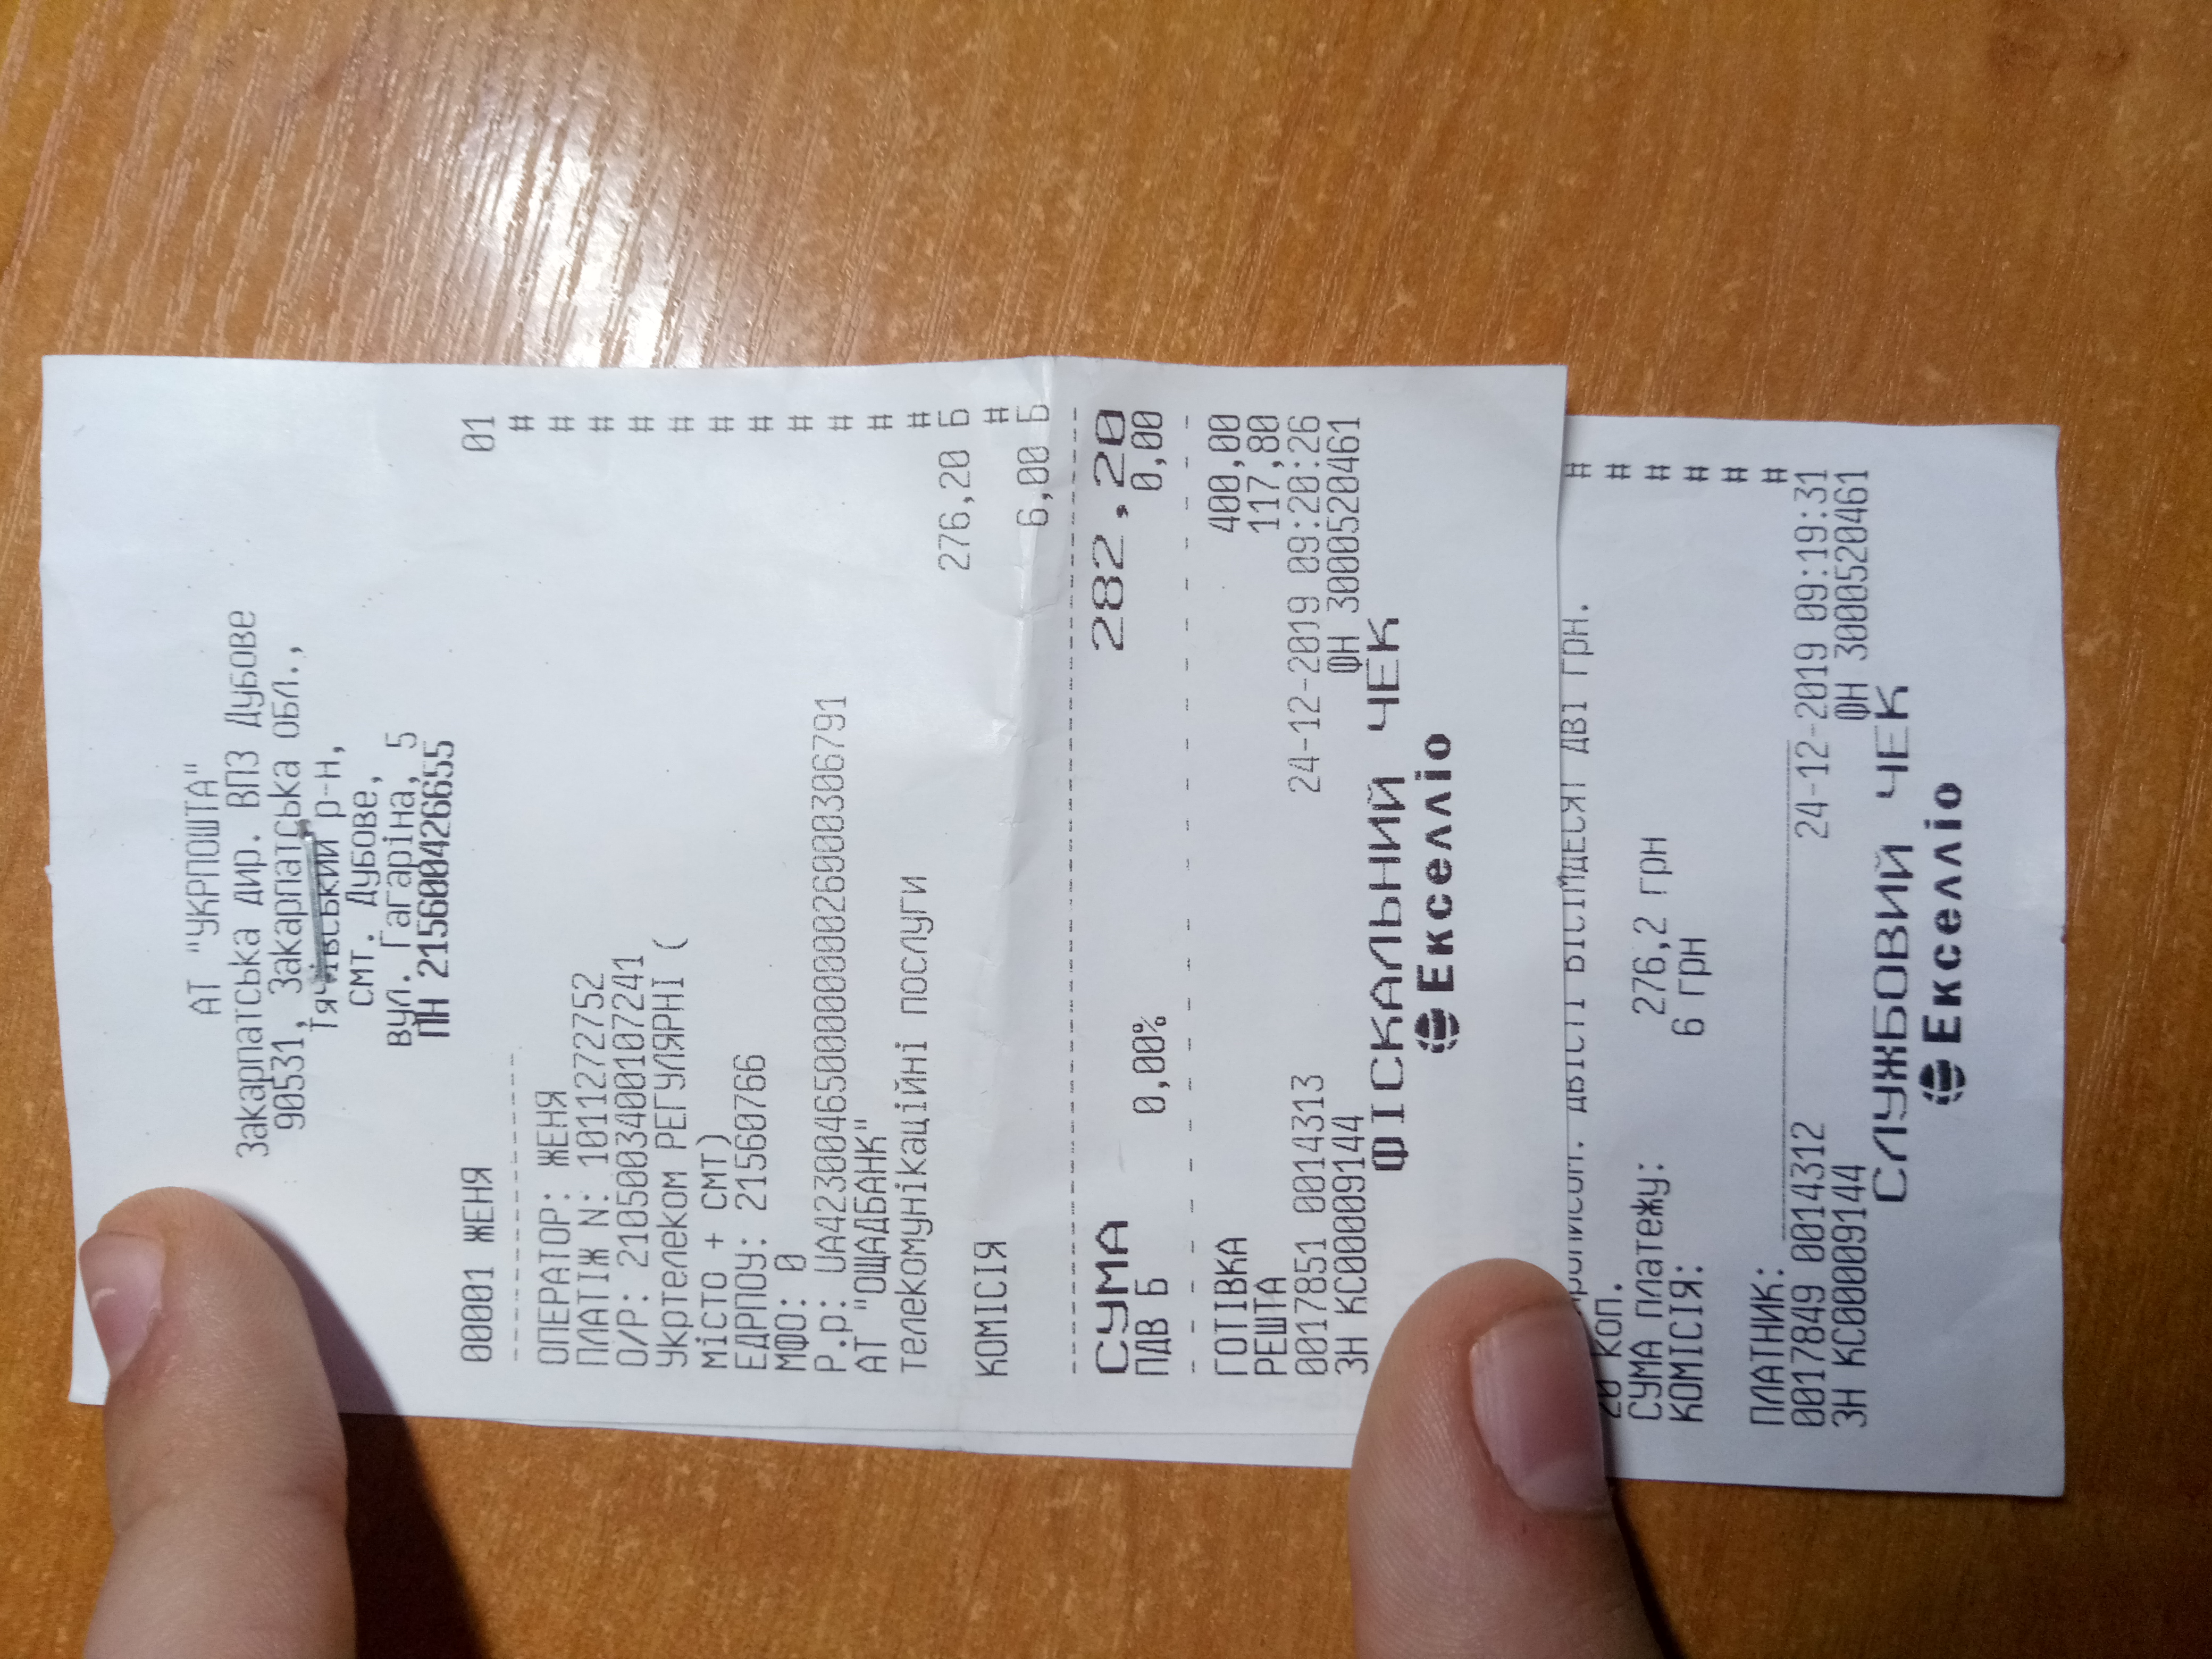 АТ "УКРПОШТА"
Закарпатська дир. ВПЗ Дубове
90531, Закарпатська обл.,
Тячівський р-н,
смт. Дубове,
вул. Гагаріна, 5
ПН 215600426655
00001 ЖЕНЯ 01
ОПЕРАТОР: ЖЕНЯ #
ПЛАТІЖ N: 1011272752 #
О/Р: 2105003400107241 #
Укртелеком РЕГУЛЯРНІ ( #
місто + смт) #
ЕДРПОУ: 21560766 #
МФО: 0 #
Р.р: UA423004650000000026003006791 #
АТ "ОЩАДБАНК" #
Телекомунікаційні послуги #
276,20 Б
КОМІСІЯ #
6,00 Б
СУМА 282,20
ПДВ Б 0,00% 0,00
ГОТІВКА 400,00
РЕШТА 117,80
0017851 0014313 24-12-2019 09:20:26
ЗН КС00009144 ФН 3000520461
ФІСКАЛЬНИЙ ЧЕК
Екселліо
двісті вісімдесят дві грн. #
20 коп. #
СУМА платежу: 276,2 грн #
КОМІСІЯ: 6 грн #
#
ПЛАТНИК: #
0017849 0014312 24-12-2019 09:19:31
ЗН КС00009144 ФН 3000520461
СЛУЖБОВИЙ ЧЕК
Екселліо